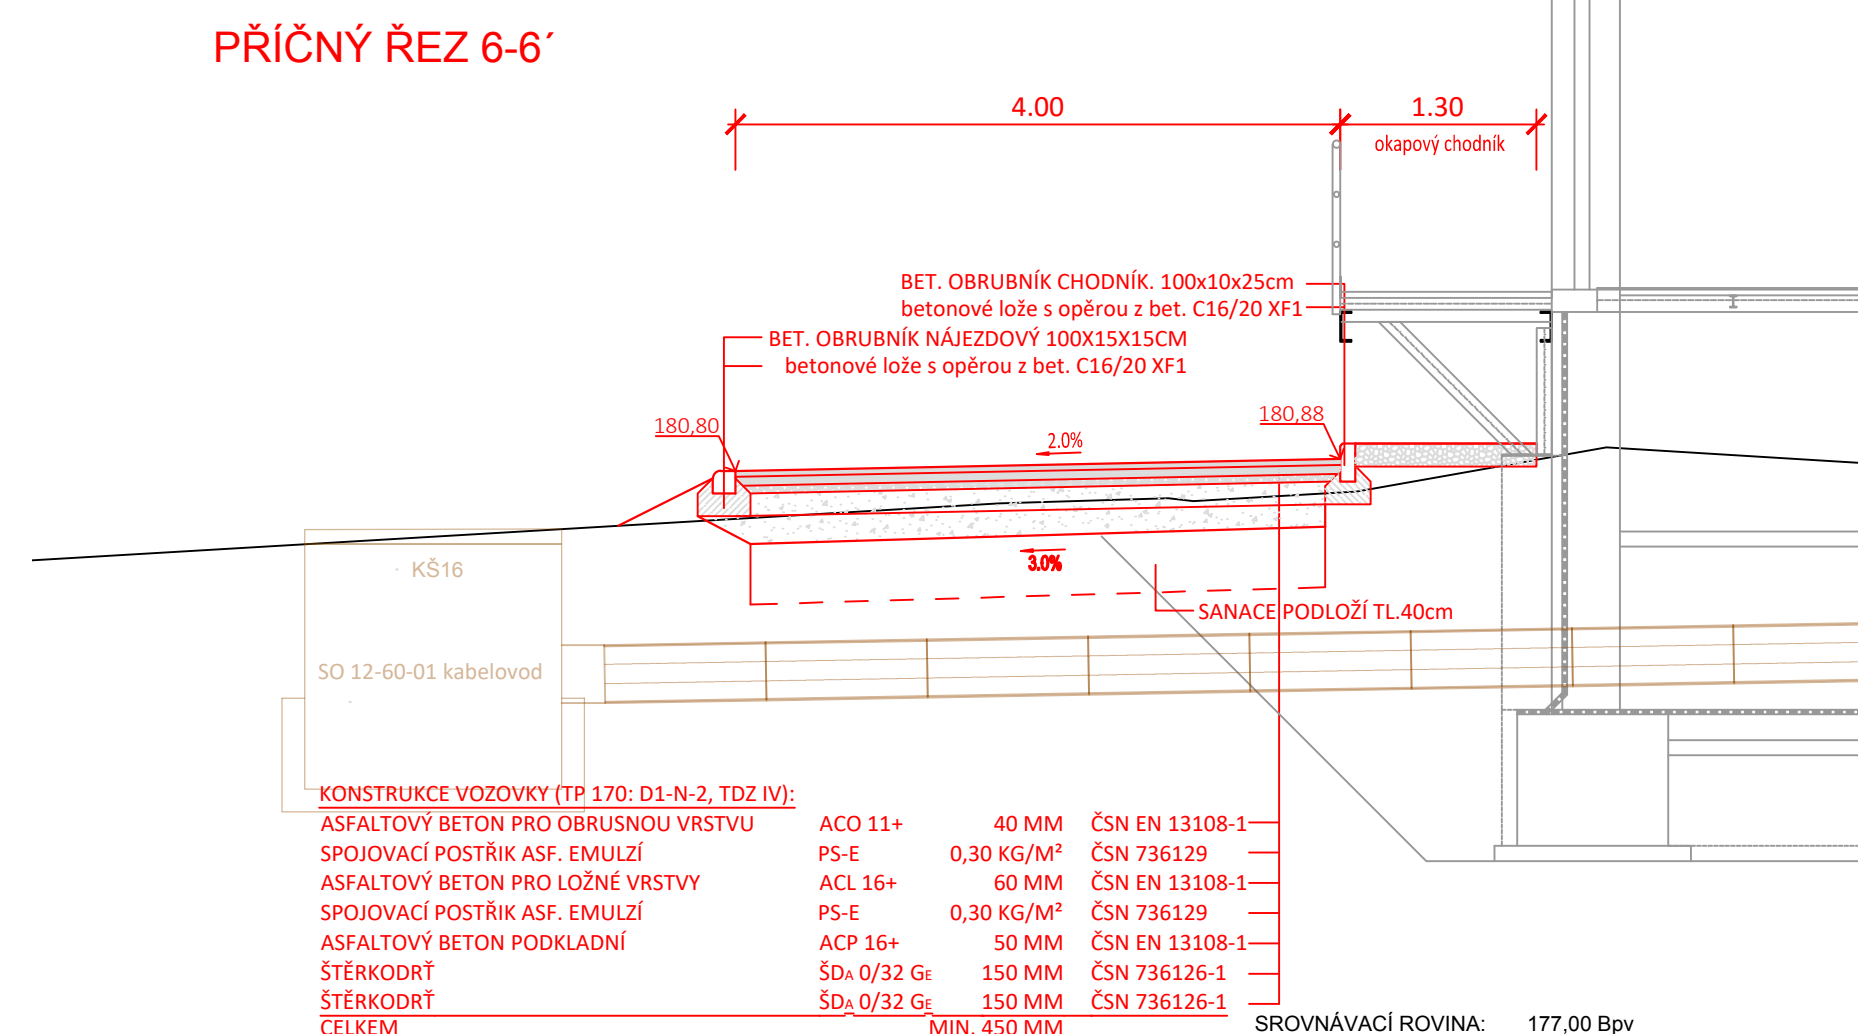 PŘÍČNÝ ŘEZ 6-6´
4.00
1.30
okapový chodník
BET. OBRUBNÍK CHODNÍK. 100x10x25cm
betonové lože s opěrou z bet. C16/20 XF1
BET. OBRUBNÍK NÁJEZDOVÝ 100X15X15CM
betonové lože s opěrou z bet. C16/20 XF1
180,80
180,88
2.0%
3.0%
KŠ16
SANACE PODLOŽÍ TL.40cm
SO 12-60-01 kabelovod
KONSTRUKCE VOZOVKY (TP 170: D1-N-2, TDZ IV):
ASFALTOVÝ BETON PRO OBRUSNOU VRSTVU ACO 11+ 40 MM ČSN EN 13108-1
SPOJOVACÍ POSTŘIK ASF. EMULZÍ PS-E 0,30 KG/M² ČSN 736129
ASFALTOVÝ BETON PRO LOŽNÉ VRSTVY ACL 16+ 60 MM ČSN EN 13108-1
SPOJOVACÍ POSTŘIK ASF. EMULZÍ PS-E 0,30 KG/M² ČSN 736129
ASFALTOVÝ BETON PODKLADNÍ ACP 16+ 50 MM ČSN EN 13108-1
ŠTĚRKODRŤ ŠDA 0/32 GE 150 MM ČSN 736126-1
ŠTĚRKODRŤ ŠDA 0/32 GE 150 MM ČSN 736126-1
CELKEM MIN. 450 MM
SROVNÁVACÍ ROVINA: 177,00 Bpv